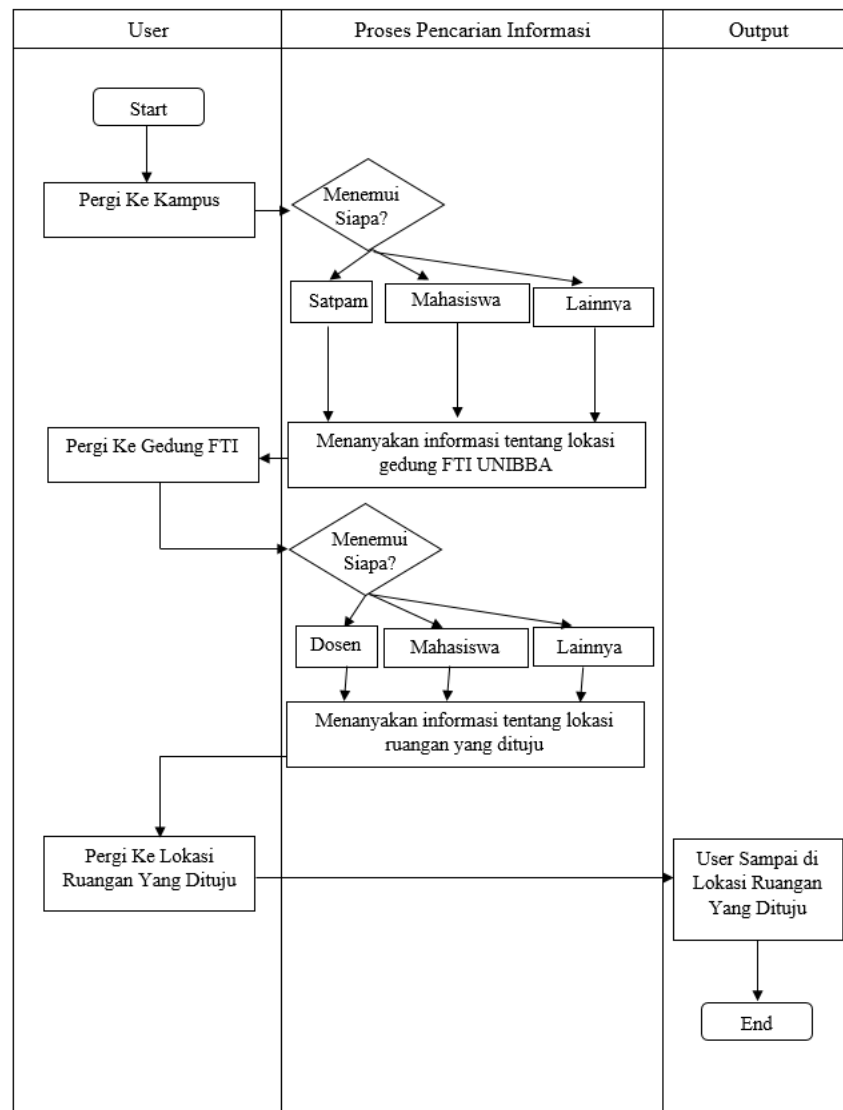 User
Proses Pencarian Informasi
Output
Start
Pergi Ke Kampus
Menemui
Siapa?
Satpam
Mahasiswa
Lainnya
Menanyakan informasi tentang lokasi
gedung FTI UNIBBA
Pergi Ke Gedung FTI
Menemui
Siapa?
Dosen
Mahasiswa
Lainnya
Menanyakan informasi tentang lokasi
ruangan yang dituju
Pergi Ke Lokasi
Ruangan Yang Dituju
User Sampai di
Lokasi Ruangan
Yang Dituju
End